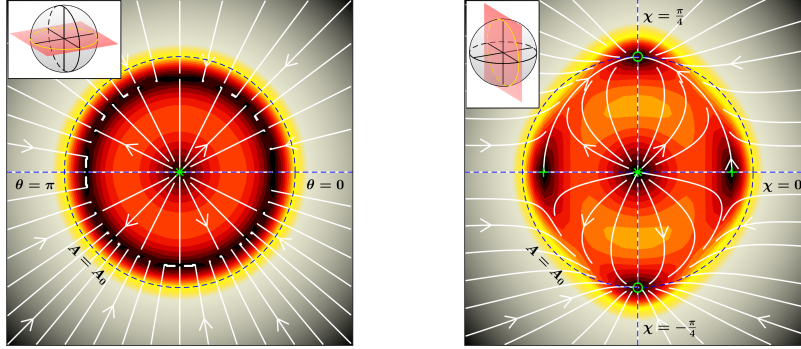 θ = π
θ = 0
A = A₀
χ = π/4
χ = 0
A = A₀
χ = −π/4